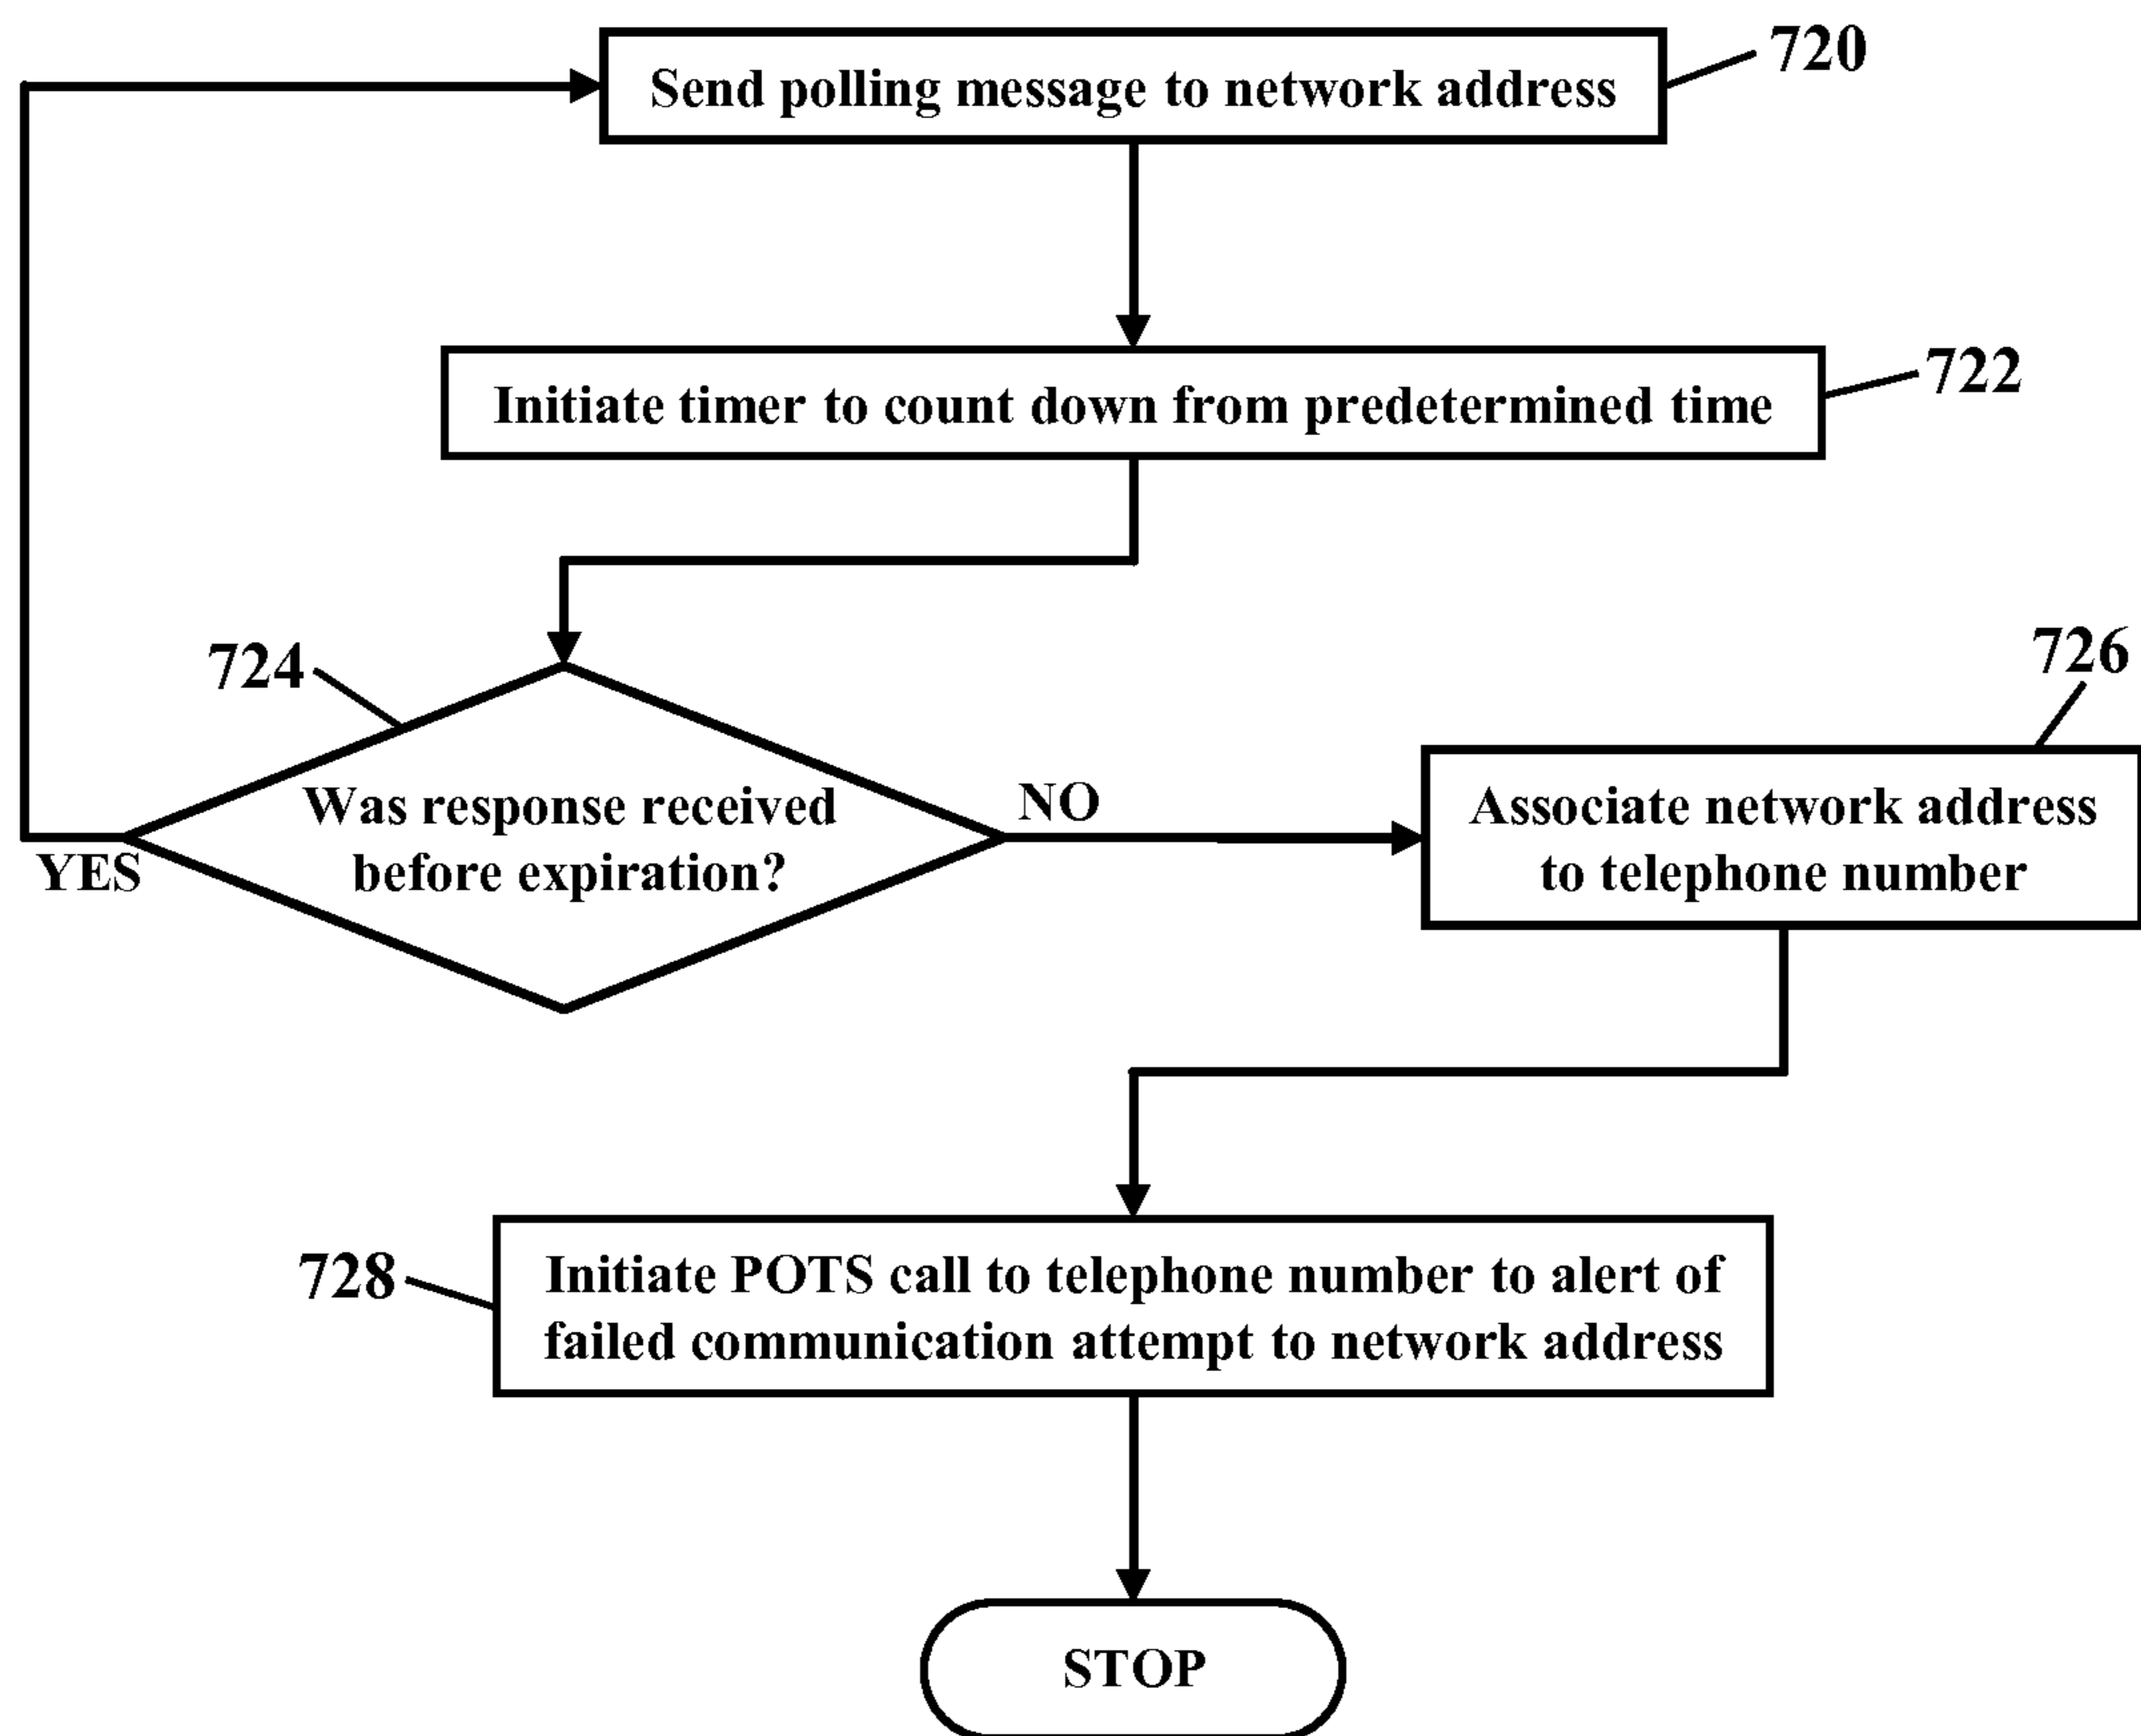 720
Send polling message to network address
722
Initiate timer to count down from predetermined time
724
726
Was response received
before expiration?
YES
NO
Associate network address
to telephone number
728
Initiate POTS call to telephone number to alert of
failed communication attempt to network address
STOP